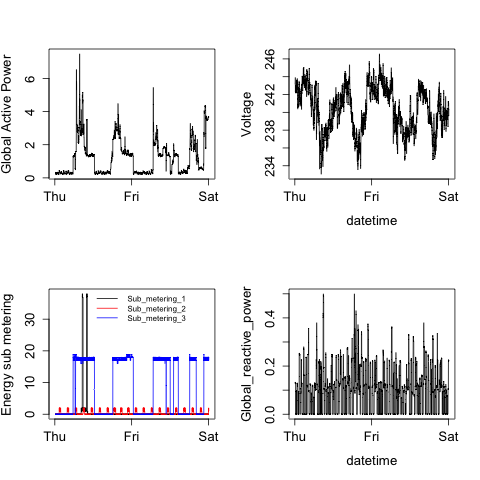 Global Active Power
0 2 4 6
Thu Fri Sat
Voltage
234 238 242 246
Thu Fri Sat
datetime
Energy sub metering
0 10 20 30
Sub_metering_1
Sub_metering_2
Sub_metering_3
Thu Fri Sat
Global_reactive_power
0.0 0.2 0.4
Thu Fri Sat
datetime